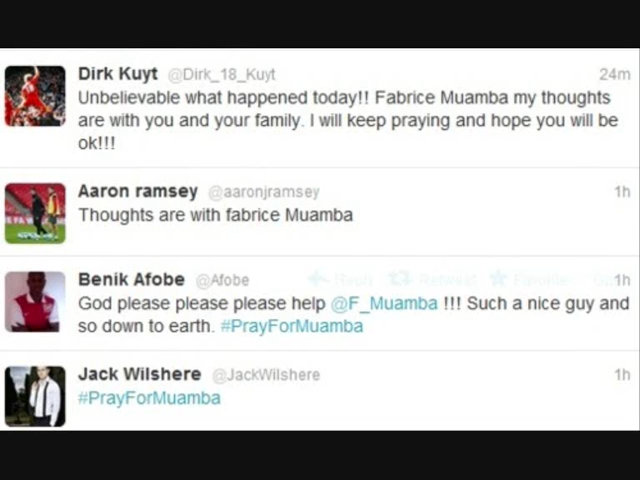 Dirk Kuyt @Dirk_18_Kuyt 24m
Unbelievable what happened today!! Fabrice Muamba my thoughts
are with you and your family. I will keep praying and hope you will be
ok!!!
Aaron ramsey @aaronjramsey 1h
Thoughts are with fabrice Muamba
Benik Afobe @Afobe Reply Retweet Favorite 1h
God please please please help @F_Muamba !!! Such a nice guy and
so down to earth. #PrayForMuamba
Jack Wilshere @JackWilshere 1h
#PrayForMuamba